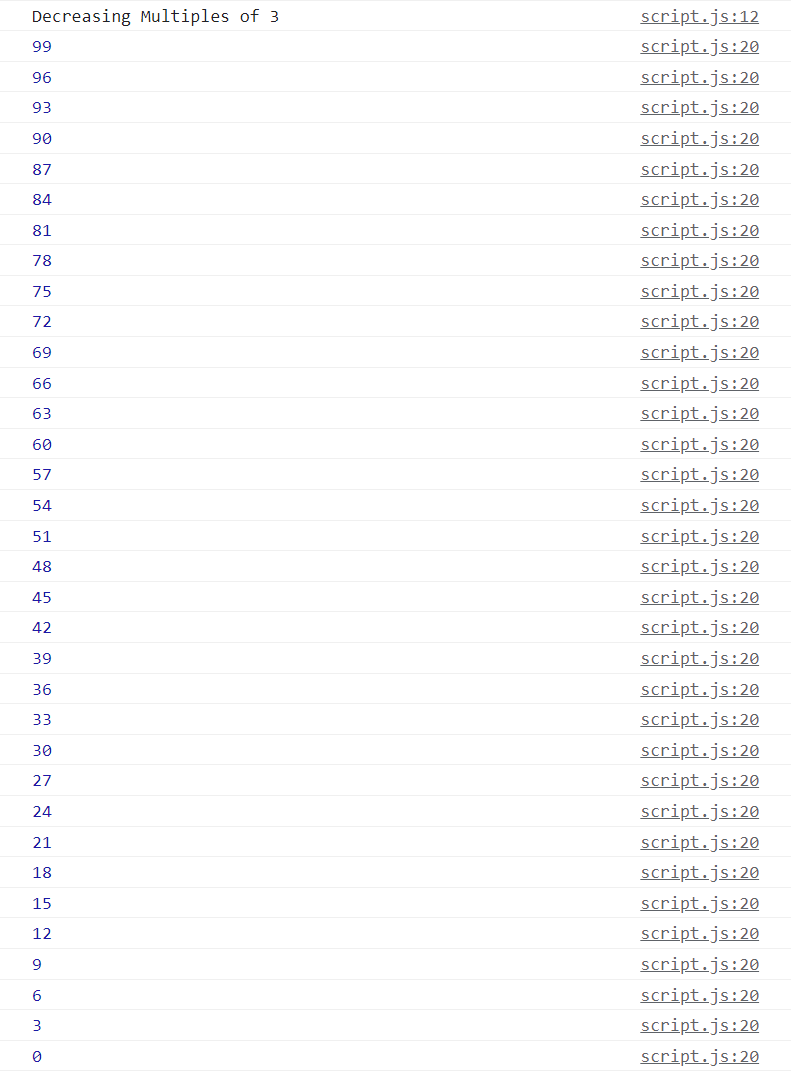 Decreasing Multiples of 3 script.js:12
99 script.js:20
96 script.js:20
93 script.js:20
90 script.js:20
87 script.js:20
84 script.js:20
81 script.js:20
78 script.js:20
75 script.js:20
72 script.js:20
69 script.js:20
66 script.js:20
63 script.js:20
60 script.js:20
57 script.js:20
54 script.js:20
51 script.js:20
48 script.js:20
45 script.js:20
42 script.js:20
39 script.js:20
36 script.js:20
33 script.js:20
30 script.js:20
27 script.js:20
24 script.js:20
21 script.js:20
18 script.js:20
15 script.js:20
12 script.js:20
9 script.js:20
6 script.js:20
3 script.js:20
0 script.js:20